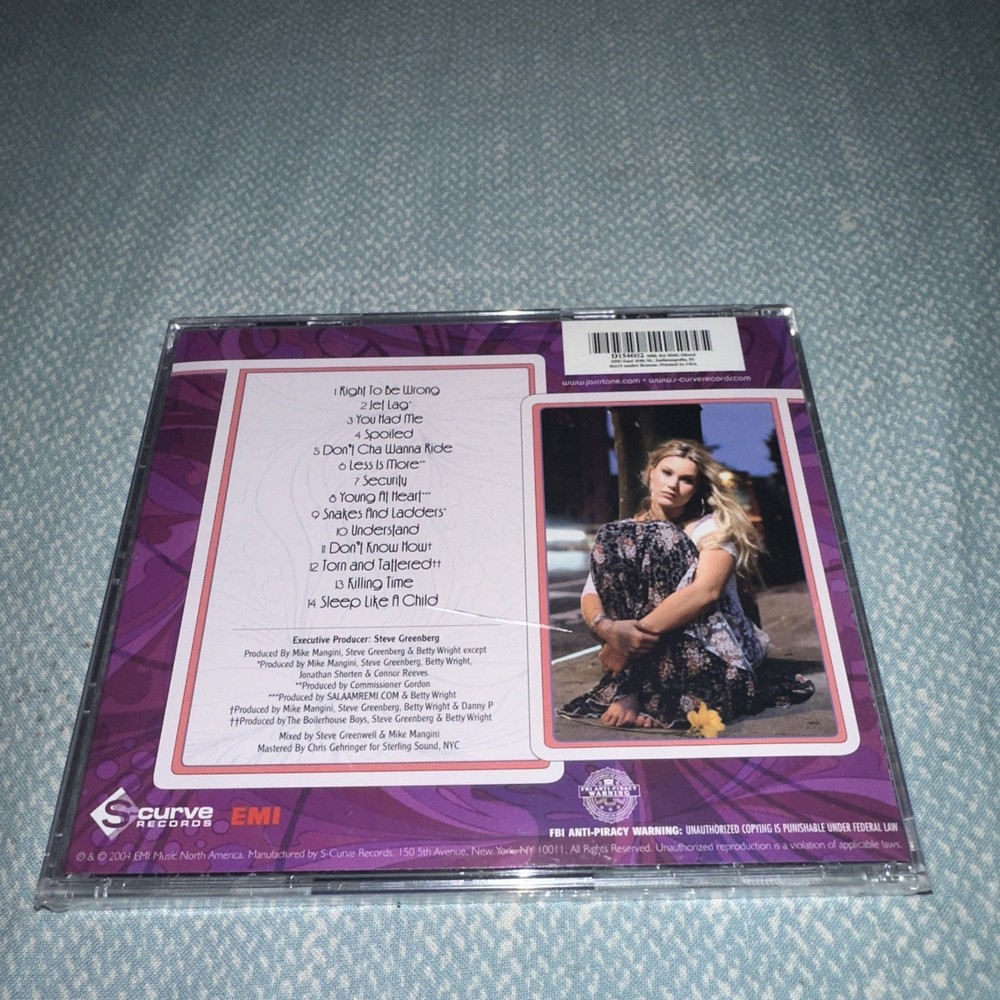 D154602
www.jossstone.com • www.s-curverecords.com
1 Right To Be Wrong
2 Jet Lag*
3 You Had Me
4 Spoiled
5 Don't Cha Wanna Ride
6 Less Is More**
7 Security
8 Young At Heart***
9 Snakes And Ladders*
10 Understand
11 Don't Know How†
12 Torn and Tattered††
13 Killing Time
14 Sleep Like A Child
Executive Producer: Steve Greenberg
Produced By Mike Mangini, Steve Greenberg & Betty Wright except
*Produced by Mike Mangini, Steve Greenberg, Betty Wright,
Jonathan Shorten & Connor Reeves
**Produced by Commissioner Gordon
***Produced by SALAAMREMI.COM & Betty Wright
†Produced by Mike Mangini, Steve Greenberg, Betty Wright & Danny P
††Produced by The Boilerhouse Boys, Steve Greenberg & Betty Wright
Mixed by Steve Greenwell & Mike Mangini
Mastered By Chris Gehringer for Sterling Sound, NYC
S-curve
RECORDS
EMI
FBI ANTI-PIRACY
WARNING
FBI ANTI-PIRACY WARNING: UNAUTHORIZED COPYING IS PUNISHABLE UNDER FEDERAL LAW
℗ & © 2004 EMI Music North America. Manufactured by S-Curve Records, 150 5th Avenue, New York, NY 10011. All Rights Reserved. Unauthorized reproduction is a violation of applicable laws.